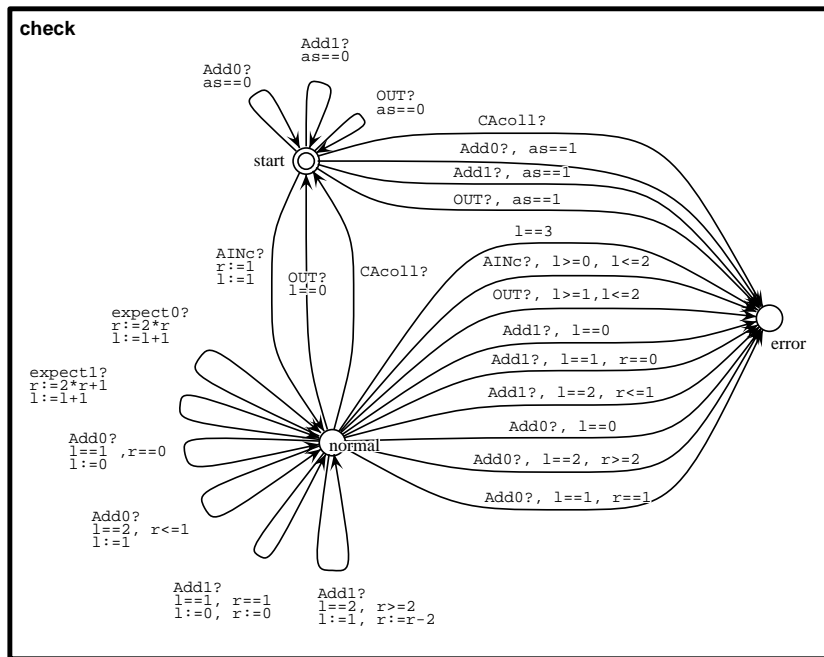 check
Add1?
as==0
Add0?
as==0
OUT?
as==0
CAcoll?
Add0?, as==1
start
Add1?, as==1
OUT?, as==1
l==3
AINc?
r:=1
l:=1
OUT?
l==0
CAcoll?
AINc?, l>=0, l<=2
OUT?, l>=1,l<=2
expect0?
r:=2*r
l:=l+1
Add1?, l==0
error
Add1?, l==1, r==0
expect1?
r:=2*r+1
l:=l+1
Add1?, l==2, r<=1
Add0?, l==0
Add0?
l==1 ,r==0
l:=0
normal
Add0?, l==2, r>=2
Add0?, l==1, r==1
Add0?
l==2, r<=1
l:=1
Add1?
l==1, r==1
l:=0, r:=0
Add1?
l==2, r>=2
l:=1, r:=r-2